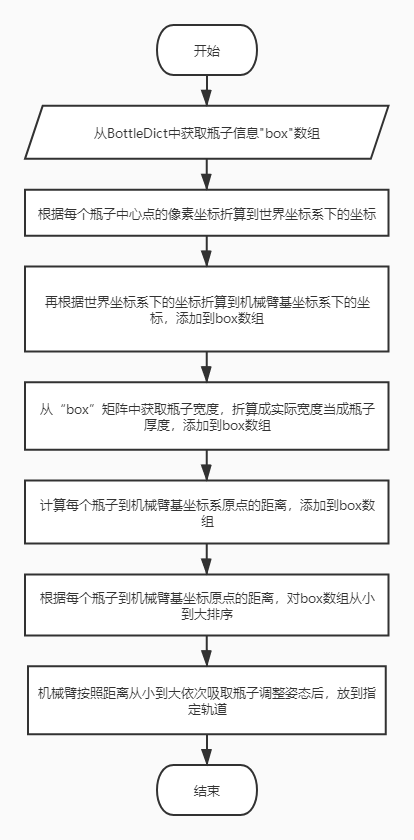 开始
从BottleDict中获取瓶子信息"box"数组
根据每个瓶子中心点的像素坐标折算到世界坐标系下的坐标
再根据世界坐标系下的坐标折算到机械臂基坐标系下的坐
标，添加到box数组
从“box”矩阵中获取瓶子宽度，折算成实际宽度当成瓶子
厚度，添加到box数组
计算每个瓶子到机械臂基坐标系原点的距离，添加到box数
组
根据每个瓶子到机械臂基坐标原点的距离，对box数组从小
到大排序
机械臂按照距离从小到大依次吸取瓶子调整姿态后，放到指
定轨道
结束